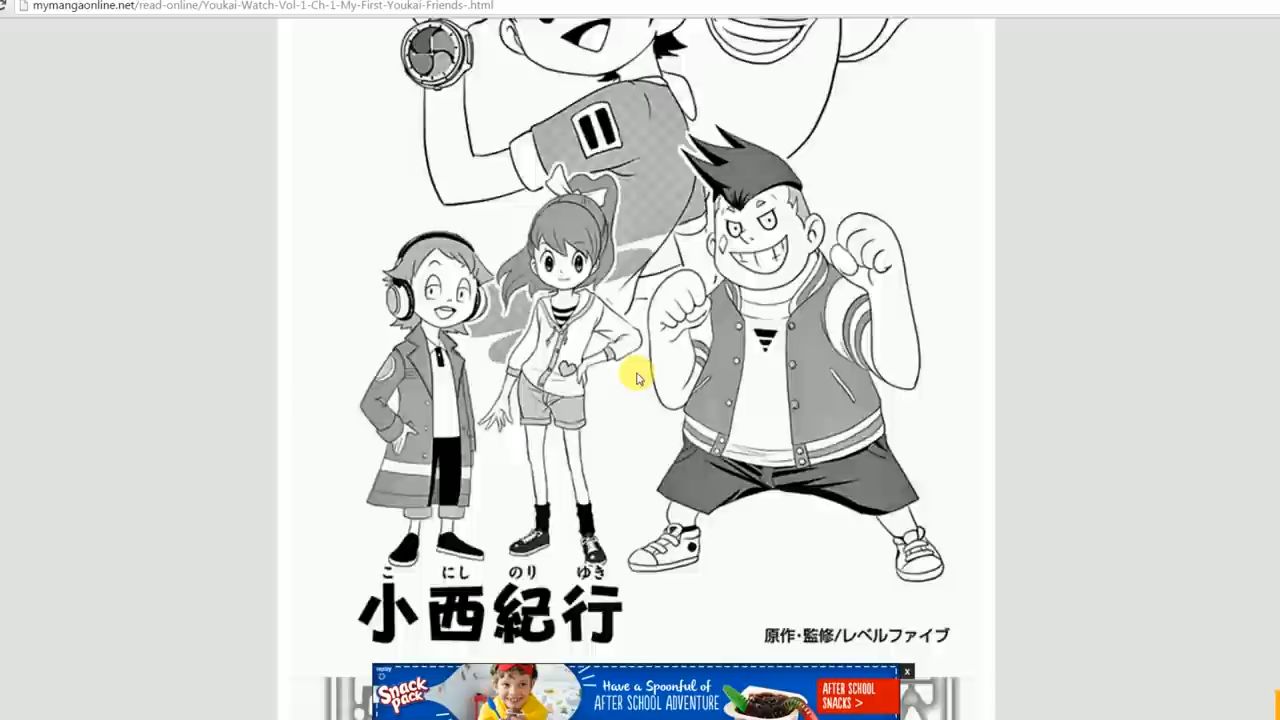 mymangaonline.net/read-online/Youkai-Watch-Vol-1-Ch-1-My-First-Youkai-Friends-.html
こ にし のり ゆき
小西紀行
原作・監修/レベルファイブ
replay
Snack Pack
Have a Spoonful of
AFTER SCHOOL ADVENTURE
AFTER SCHOOL
SNACKS >
x